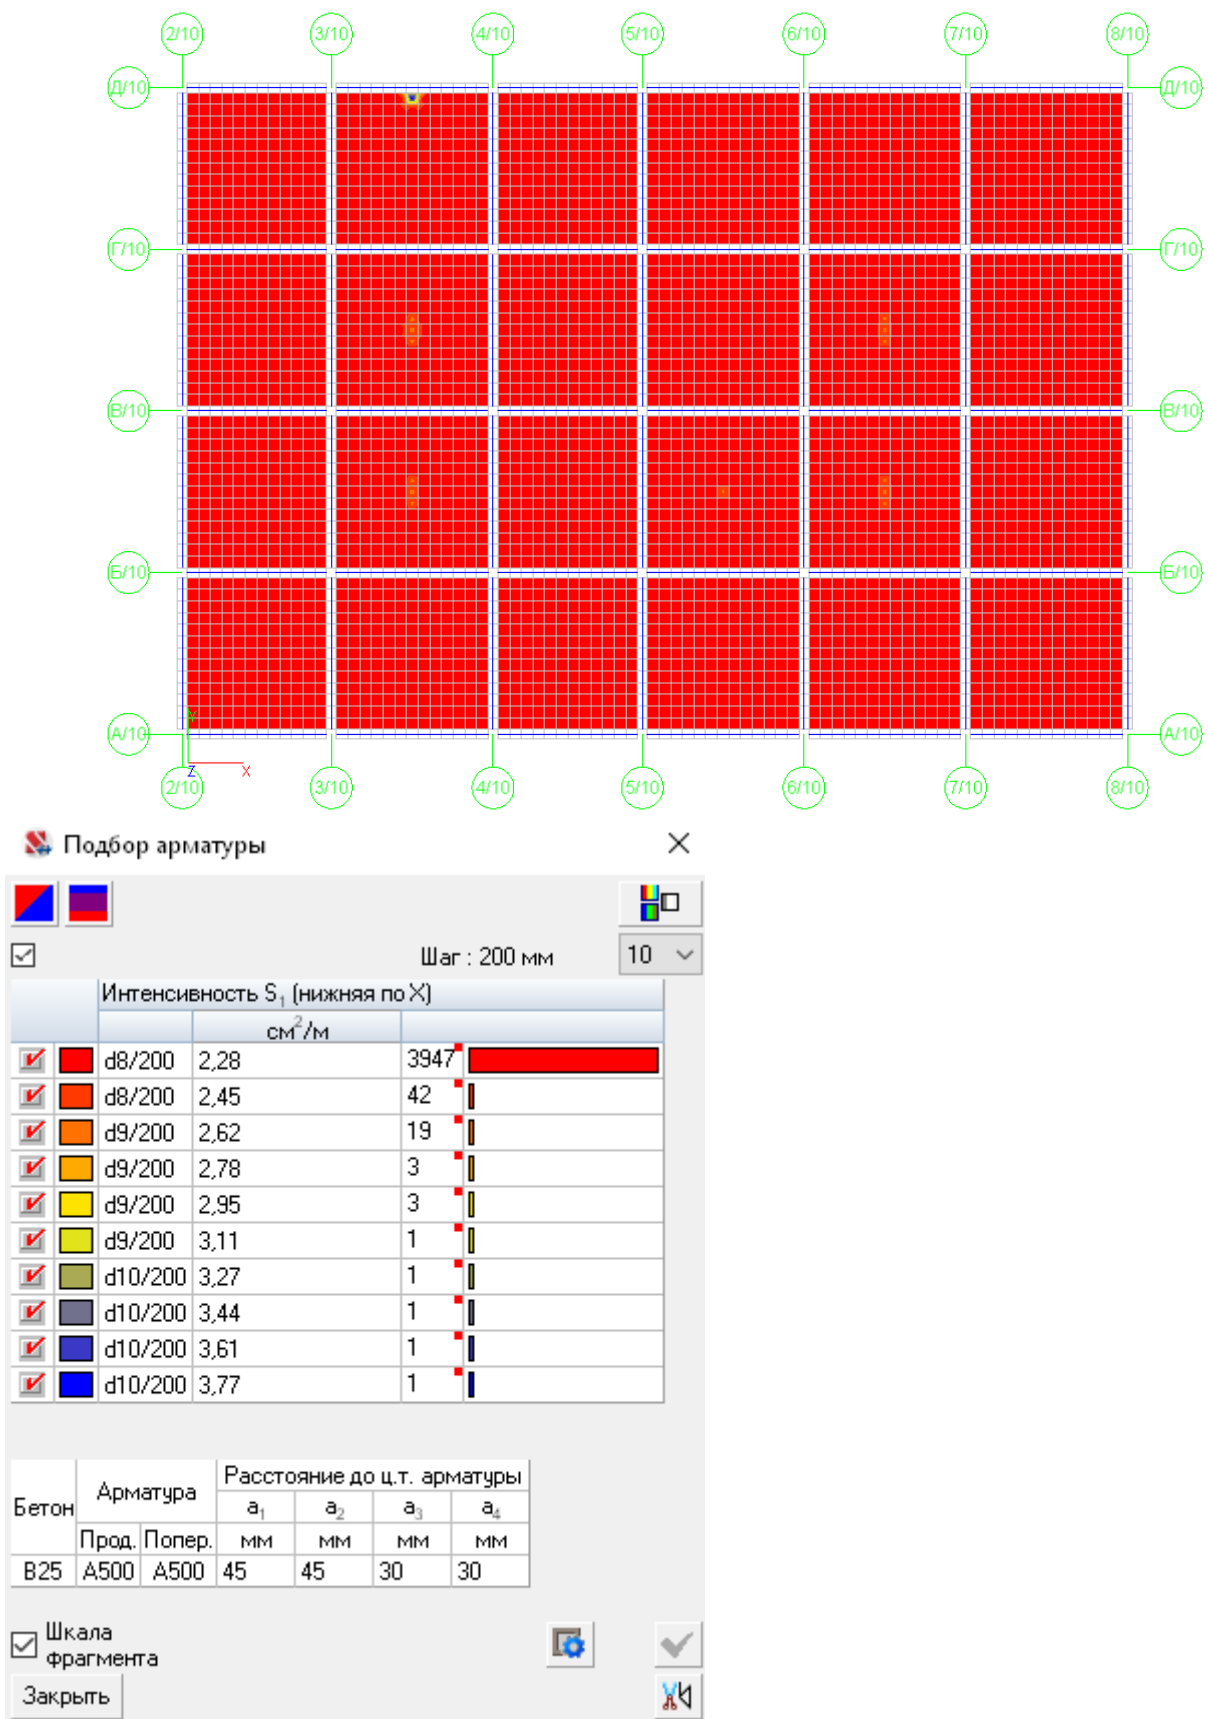 2/10 3/10 4/10 5/10 6/10 7/10 8/10
Д/10 Д/10
Г/10 Г/10
В/10 В/10
Б/10 Б/10
Y
А/10 А/10
Z X
2/10 3/10 4/10 5/10 6/10 7/10 8/10
Подбор арматуры
Шаг : 200 мм 10
Интенсивность S₁ (нижняя по X)
см²/м
d8/200 2,28 3947
d8/200 2,45 42
d9/200 2,62 19
d9/200 2,78 3
d9/200 2,95 3
d9/200 3,11 1
d10/200 3,27 1
d10/200 3,44 1
d10/200 3,61 1
d10/200 3,77 1
Бетон Арматура Расстояние до ц.т. арматуры
a₁ a₂ a₃ a₄
Прод. Попер. мм мм мм мм
B25 A500 A500 45 45 30 30
Шкала
фрагмента
Закрыть